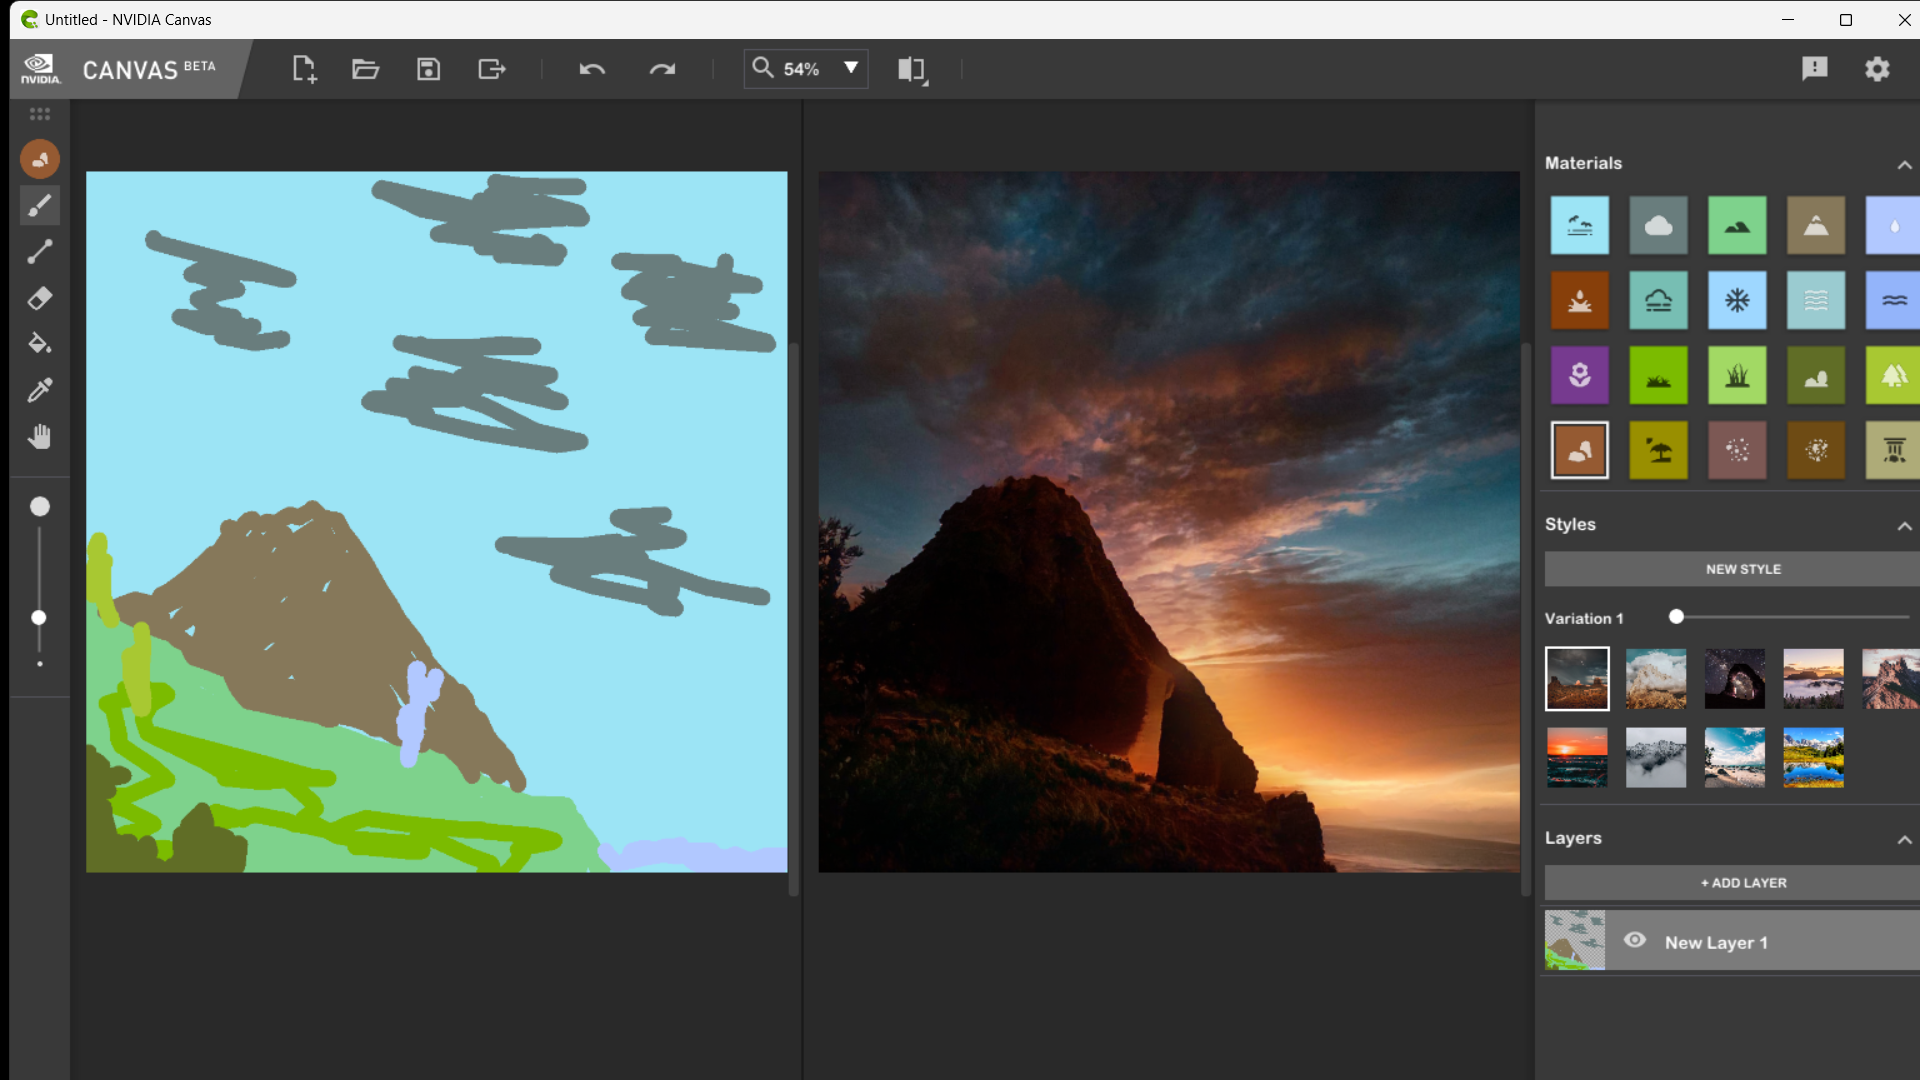 Untitled - NVIDIA Canvas
NVIDIA.
CANVAS BETA
54%
Materials
Styles
NEW STYLE
Variation 1
Layers
+ ADD LAYER
New Layer 1